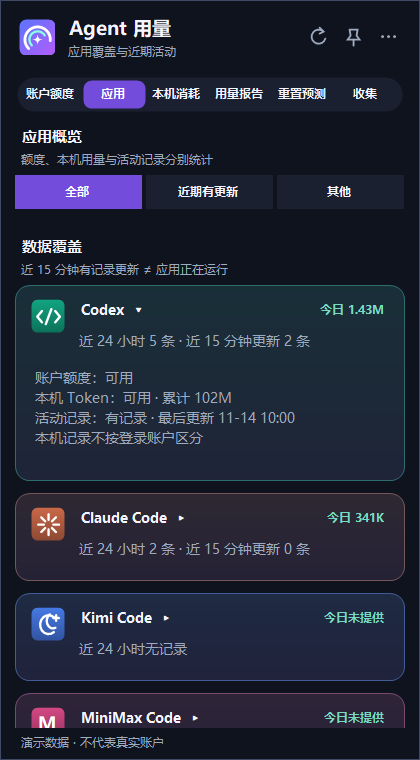 Agent 用量
应用覆盖与近期活动
账户额度 应用 本机消耗 用量报告 重置预测 收集
应用概览
额度、本机用量与活动记录分别统计
全部 近期有更新 其他
数据覆盖
近 15 分钟有记录更新 ≠ 应用正在运行
Codex 今日 1.43M
近 24 小时 5 条 · 近 15 分钟更新 2 条
账户额度：可用
本机 Token：可用 · 累计 102M
活动记录：有记录 · 最后更新 11-14 10:00
本机记录不按登录账户区分
Claude Code 今日 341K
近 24 小时 2 条 · 近 15 分钟更新 0 条
Kimi Code 今日未提供
近 24 小时无记录
M MiniMax Code 今日未提供
演示数据 · 不代表真实账户